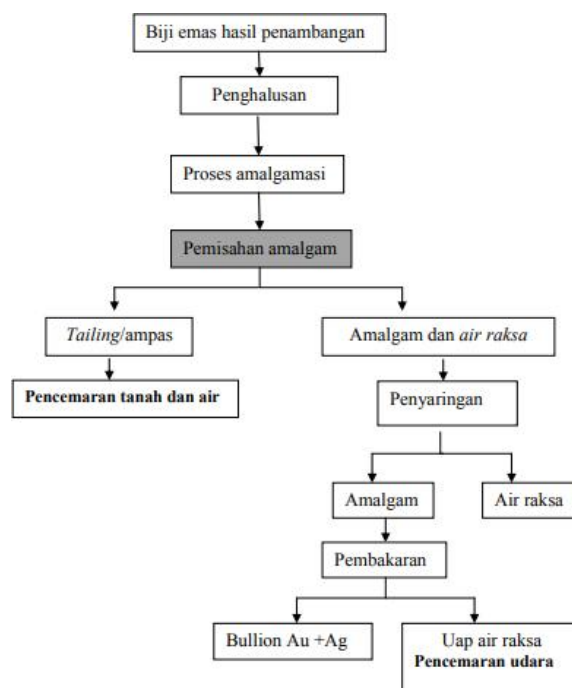 Biji emas hasil penambangan
Penghalusan
Proses amalgamasi
Pemisahan amalgam
Tailing/ampas
Amalgam dan air raksa
Pencemaran tanah dan air
Penyaringan
Amalgam
Air raksa
Pembakaran
Bullion Au +Ag
Uap air raksa
Pencemaran udara